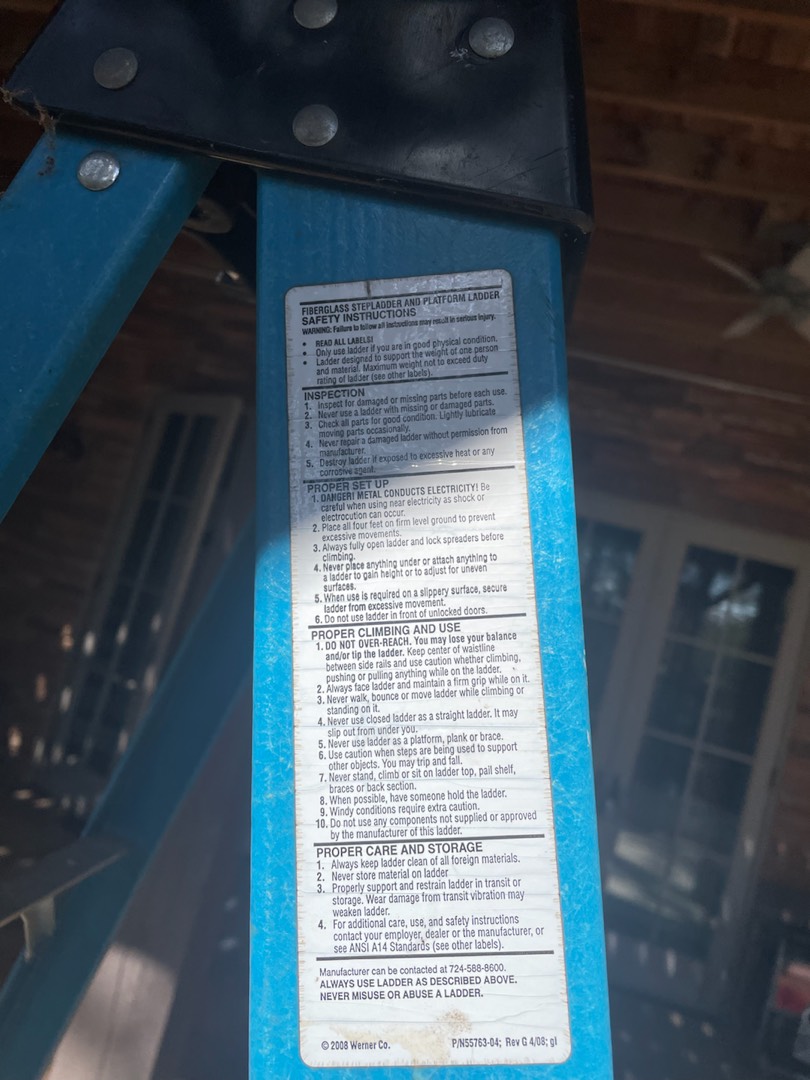 FIBERGLASS STEPLADDER AND PLATFORM LADDER
SAFETY INSTRUCTIONS
WARNING: Failure to follow all instructions may result in serious injury.
• READ ALL LABELS!
• Only use ladder if you are in good physical condition.
• Ladder designed to support the weight of one person
and material. Maximum weight not to exceed duty
rating of ladder (see other labels).
INSPECTION
1. Inspect for damaged or missing parts before each use.
2. Never use a ladder with missing or damaged parts.
3. Check all parts for good condition. Lightly lubricate
moving parts occasionally.
4. Never repair a damaged ladder without permission from
manufacturer.
5. Destroy ladder if exposed to excessive heat or any
corrosive agent.
PROPER SET UP
1. DANGER! METAL CONDUCTS ELECTRICITY! Be
careful when using near electricity as shock or
electrocution can occur.
2. Place all four feet on firm level ground to prevent
excessive movements.
3. Always fully open ladder and lock spreaders before
climbing.
4. Never place anything under or attach anything to
a ladder to gain height or to adjust for uneven
surfaces.
5. When use is required on a slippery surface, secure
ladder from excessive movement.
6. Do not use ladder in front of unlocked doors.
PROPER CLIMBING AND USE
1. DO NOT OVER-REACH. You may lose your balance
and/or tip the ladder. Keep center of waistline
between side rails and use caution whether climbing,
pushing or pulling anything while on the ladder.
2. Always face ladder and maintain a firm grip while on it.
3. Never walk, bounce or move ladder while climbing or
standing on it.
4. Never use closed ladder as a straight ladder. It may
slip out from under you.
5. Never use ladder as a platform, plank or brace.
6. Use caution when steps are being used to support
other objects. You may trip and fall.
7. Never stand, climb or sit on ladder top, pail shelf,
braces or back section.
8. When possible, have someone hold the ladder.
9. Windy conditions require extra caution.
10. Do not use any components not supplied or approved
by the manufacturer of this ladder.
PROPER CARE AND STORAGE
1. Always keep ladder clean of all foreign materials.
2. Never store material on ladder
3. Properly support and restrain ladder in transit or
storage. Wear damage from transit vibration may
weaken ladder.
4. For additional care, use, and safety instructions
contact your employer, dealer or the manufacturer, or
see ANSI A14 Standards (see other labels).
Manufacturer can be contacted at 724-588-8600.
ALWAYS USE LADDER AS DESCRIBED ABOVE.
NEVER MISUSE OR ABUSE A LADDER.
© 2008 Werner Co. P/N55763-04; Rev G 4/08; gl